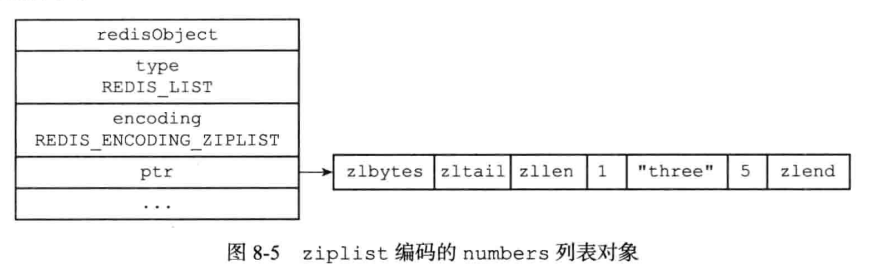 redisObject
type
REDIS_LIST
encoding
REDIS_ENCODING_ZIPLIST
ptr
zlbytes zltail zllen 1 "three" 5 zlend
...
图 8-5 ziplist 编码的 numbers 列表对象